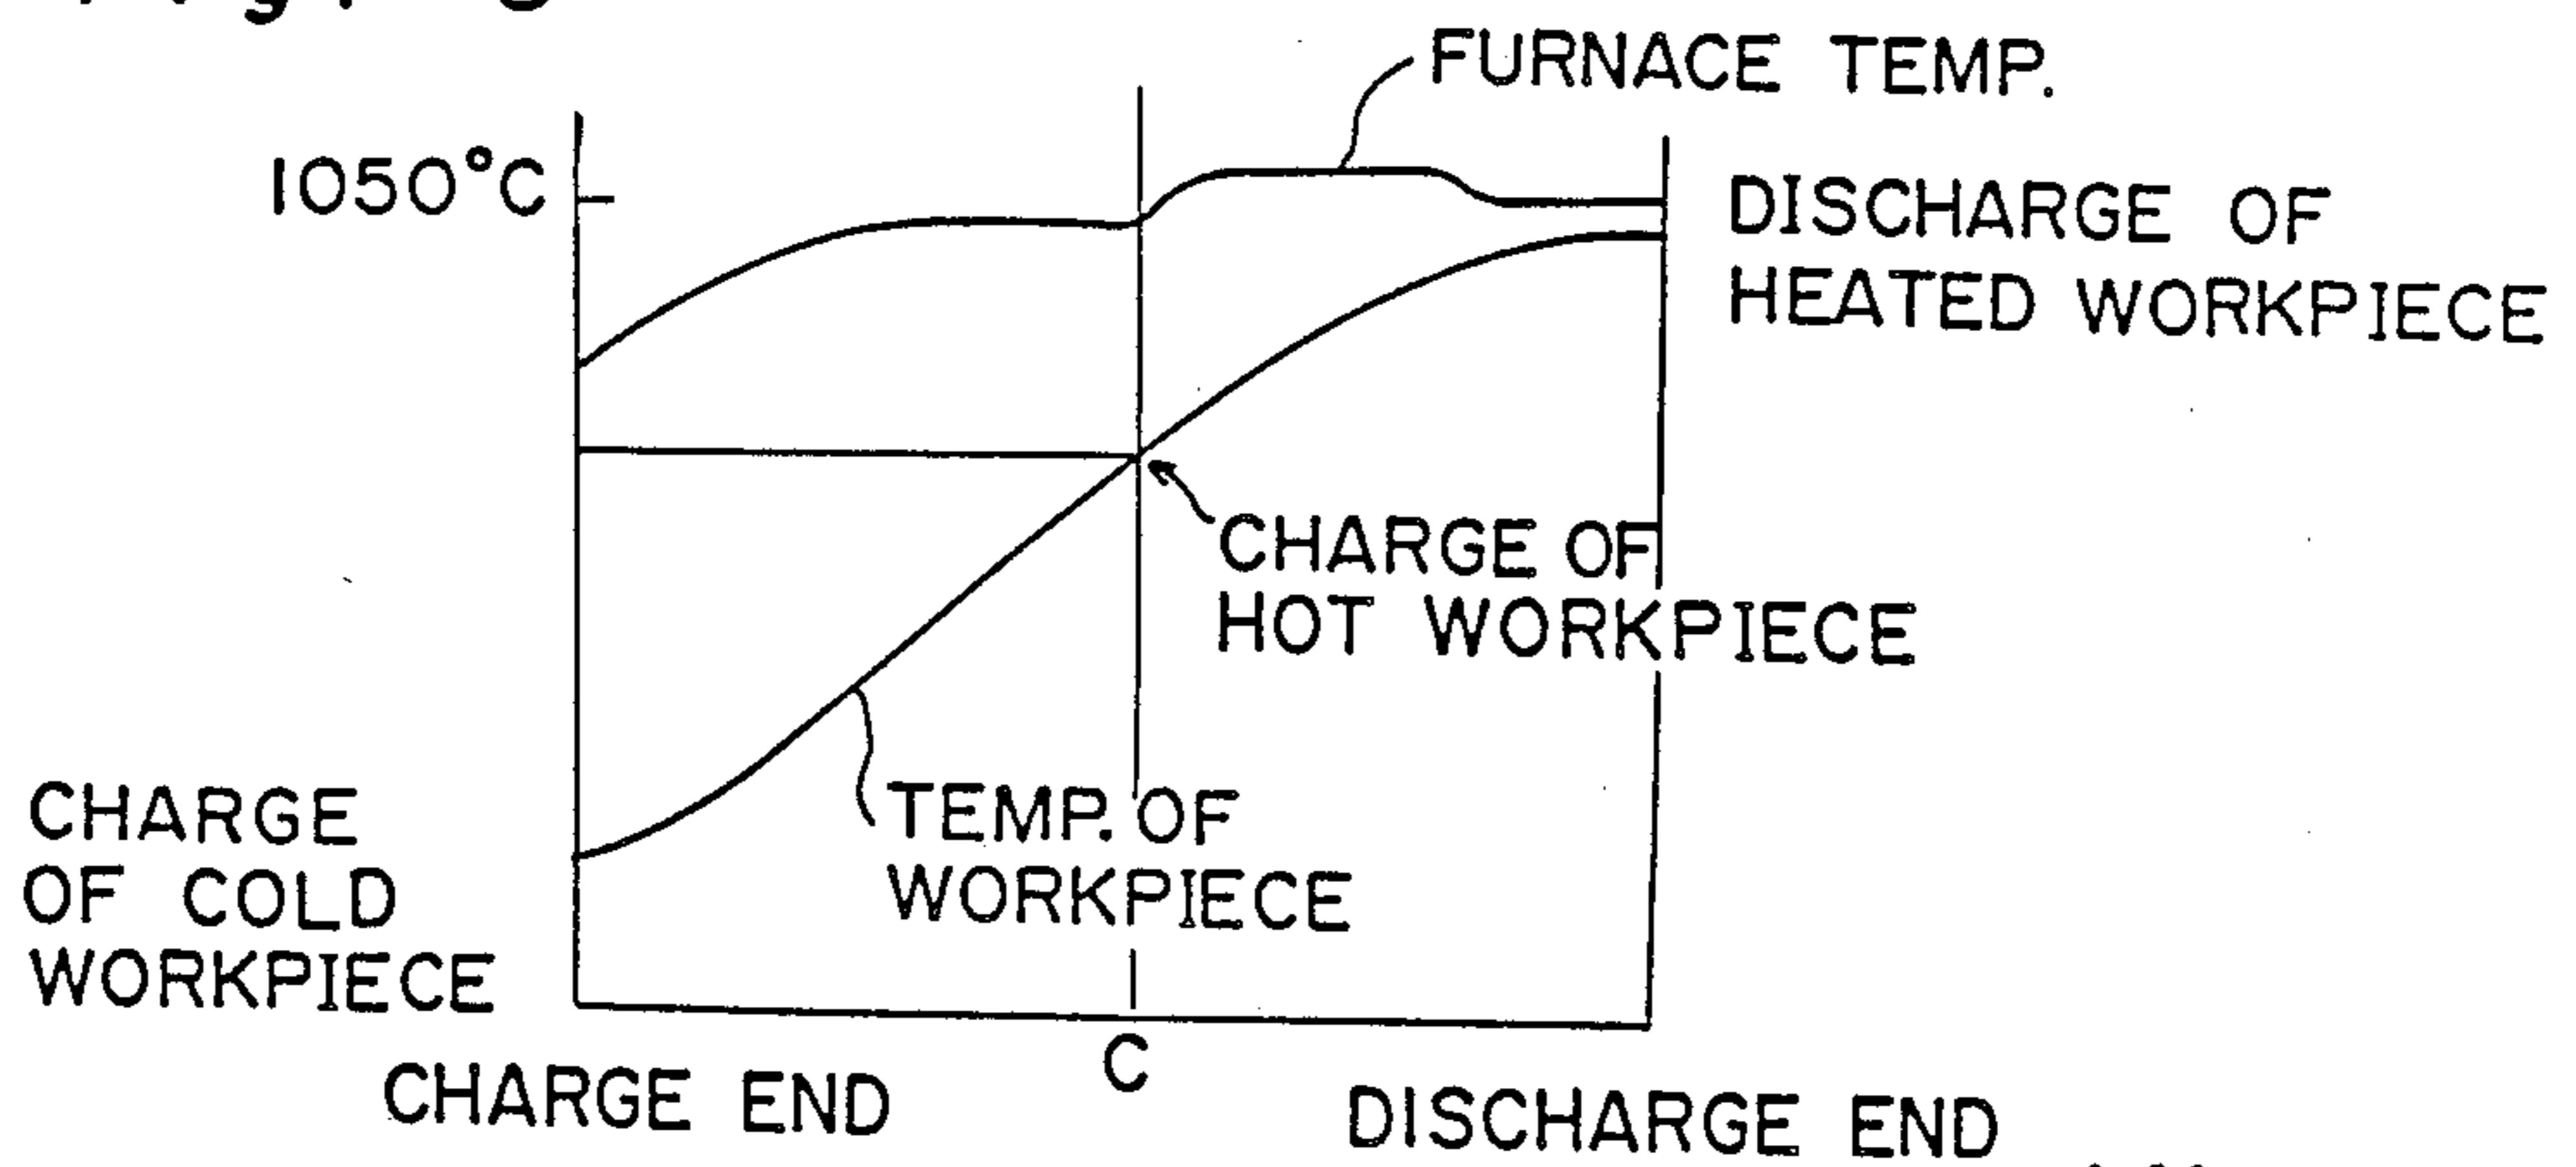 FURNACE TEMP.
1050°C
DISCHARGE OF
HEATED WORKPIECE
CHARGE OF
HOT WORKPIECE
TEMP. OF
WORKPIECE
CHARGE
OF COLD
WORKPIECE
C
CHARGE END
DISCHARGE END